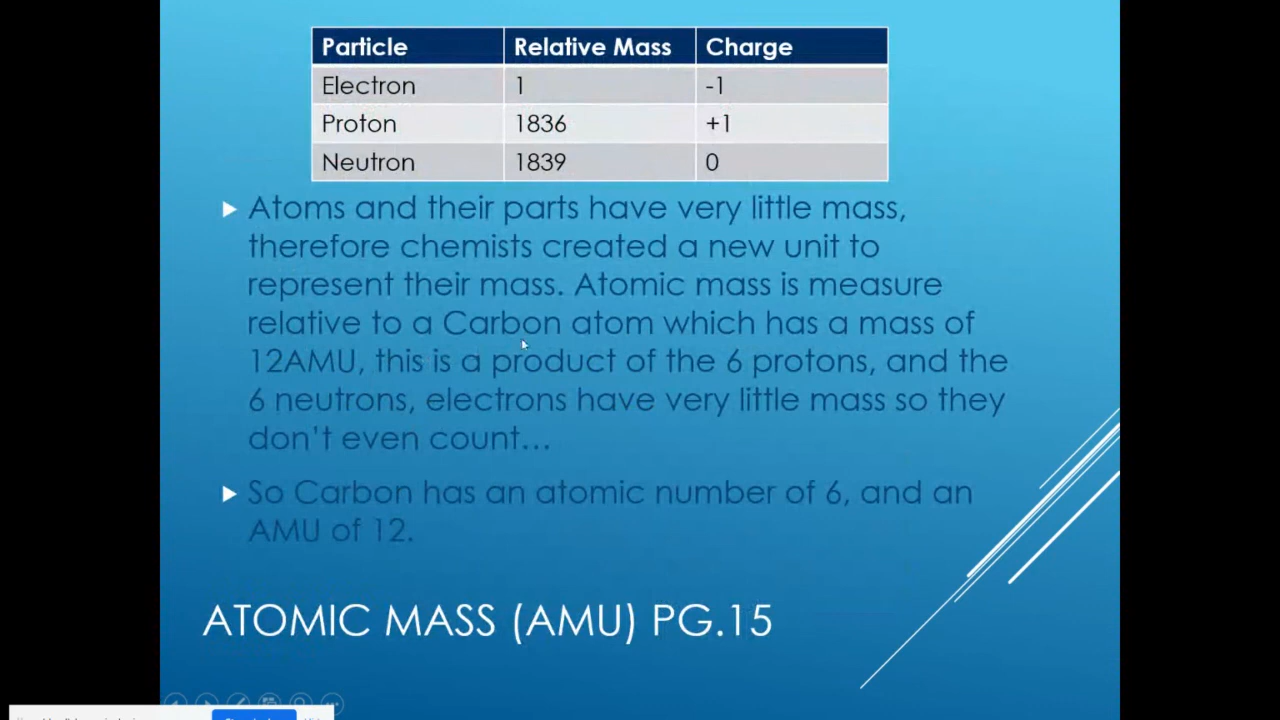 Particle Relative Mass Charge
Electron 1 -1
Proton 1836 +1
Neutron 1839 0
Atoms and their parts have very little mass,
therefore chemists created a new unit to
represent their mass. Atomic mass is measure
relative to a Carbon atom which has a mass of
12AMU, this is a product of the 6 protons, and the
6 neutrons, electrons have very little mass so they
don't even count…
So Carbon has an atomic number of 6, and an
AMU of 12.
ATOMIC MASS (AMU) PG.15